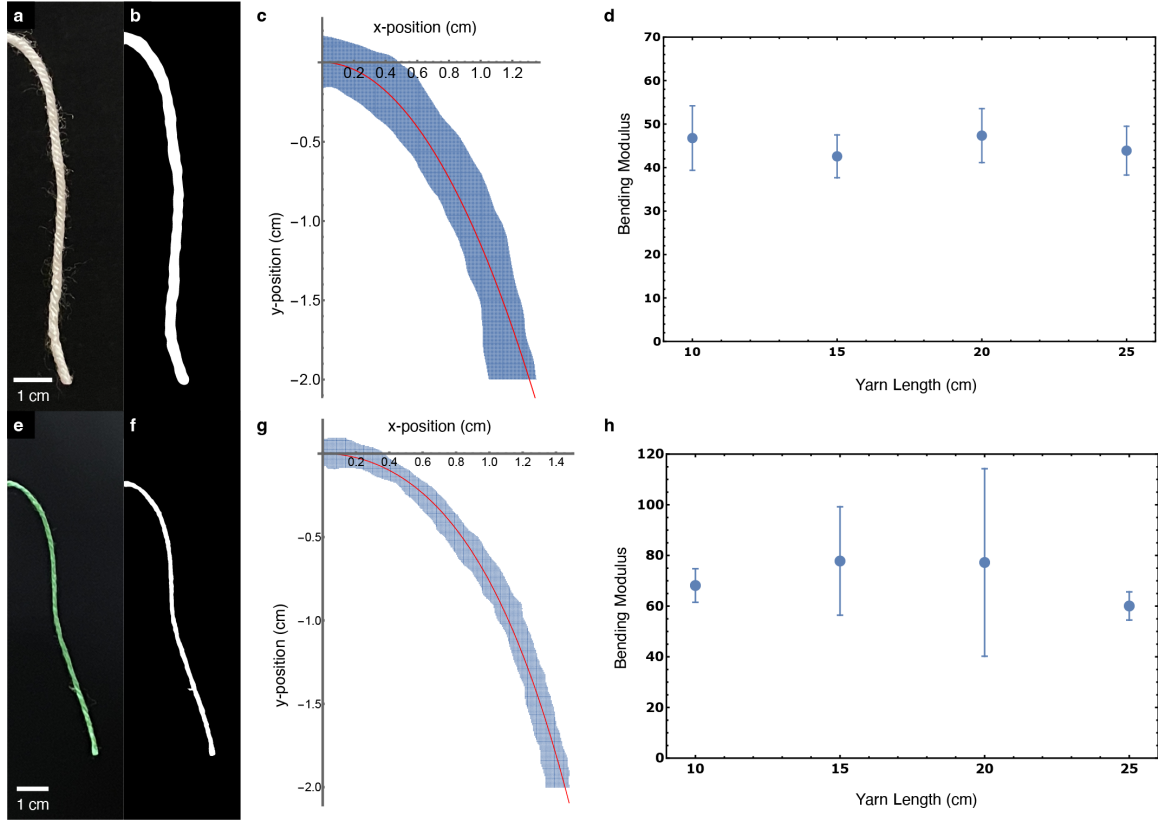 a
b
c
d
x-position (cm)
0.2 0.4 0.6 0.8 1.0 1.2
−0.5
−1.0
−1.5
−2.0
y-position (cm)
1 cm
70
60
50
40
30
20
10
0
10 15 20 25
Bending Modulus
Yarn Length (cm)
e
f
g
h
x-position (cm)
0.2 0.4 0.6 0.8 1.0 1.2 1.4
−0.5
−1.0
−1.5
−2.0
y-position (cm)
1 cm
120
100
80
60
40
20
0
10 15 20 25
Bending Modulus
Yarn Length (cm)